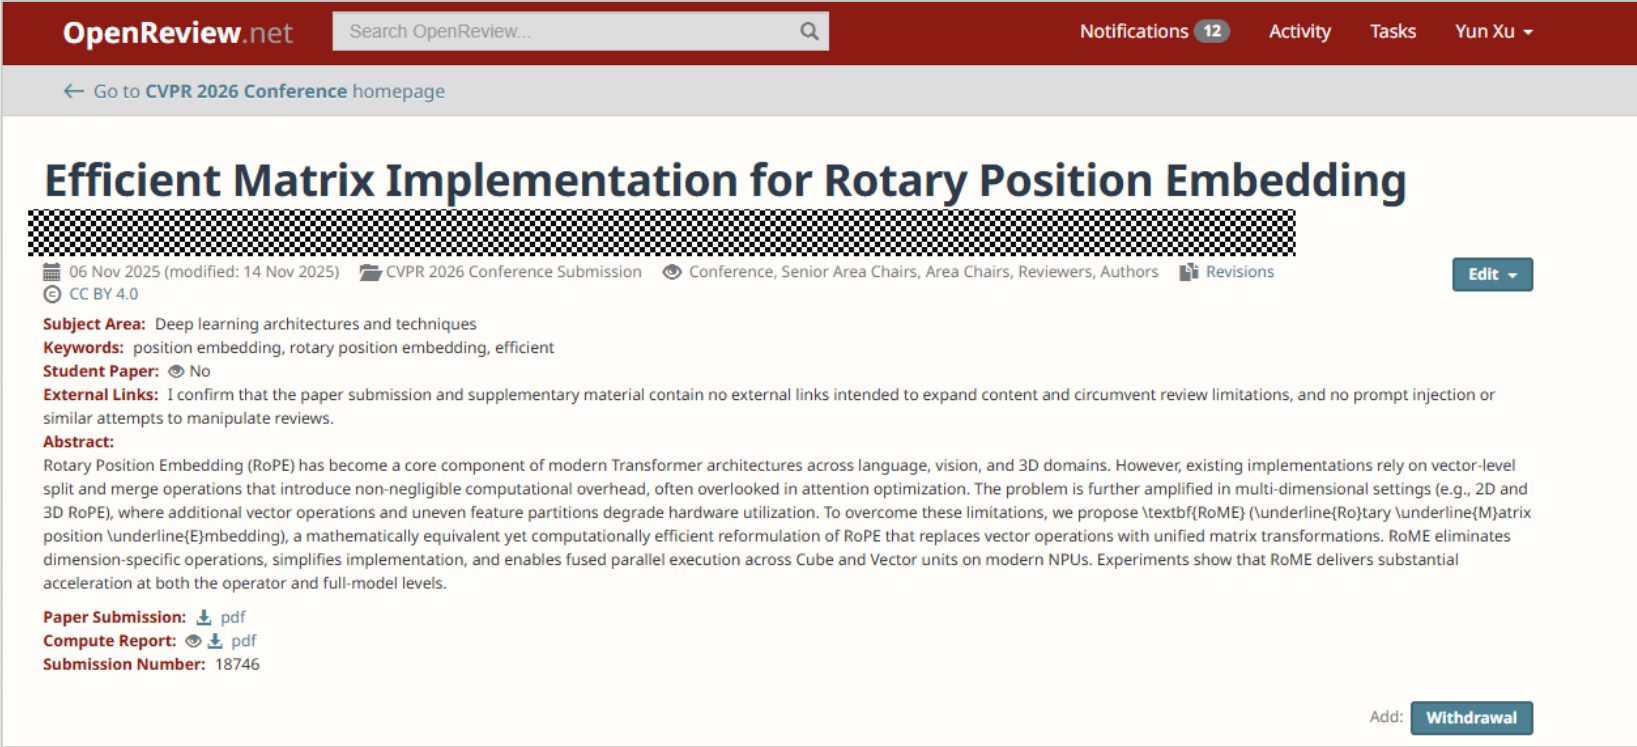 OpenReview.net Search OpenReview... Notifications 12 Activity Tasks Yun Xu
← Go to CVPR 2026 Conference homepage
Efficient Matrix Implementation for Rotary Position Embedding
06 Nov 2025 (modified: 14 Nov 2025) CVPR 2026 Conference Submission Conference, Senior Area Chairs, Area Chairs, Reviewers, Authors Revisions Edit
CC BY 4.0
Subject Area: Deep learning architectures and techniques
Keywords: position embedding, rotary position embedding, efficient
Student Paper: No
External Links: I confirm that the paper submission and supplementary material contain no external links intended to expand content and circumvent review limitations, and no prompt injection or
similar attempts to manipulate reviews.
Abstract:
Rotary Position Embedding (RoPE) has become a core component of modern Transformer architectures across language, vision, and 3D domains. However, existing implementations rely on vector-level
split and merge operations that introduce non-negligible computational overhead, often overlooked in attention optimization. The problem is further amplified in multi-dimensional settings (e.g., 2D and
3D RoPE), where additional vector operations and uneven feature partitions degrade hardware utilization. To overcome these limitations, we propose \textbf{RoME} (\underline{Ro}tary \underline{M}atrix
position \underline{E}mbedding), a mathematically equivalent yet computationally efficient reformulation of RoPE that replaces vector operations with unified matrix transformations. RoME eliminates
dimension-specific operations, simplifies implementation, and enables fused parallel execution across Cube and Vector units on modern NPUs. Experiments show that RoME delivers substantial
acceleration at both the operator and full-model levels.
Paper Submission: pdf
Compute Report: pdf
Submission Number: 18746
Add: Withdrawal